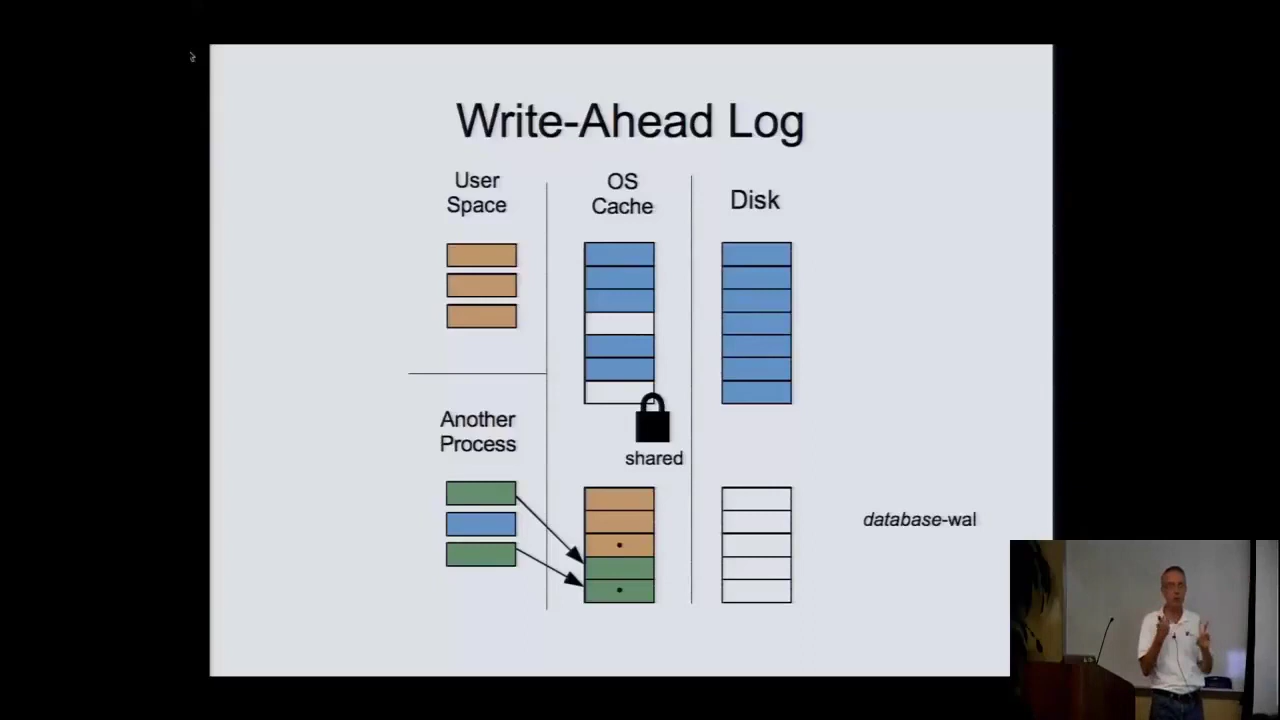 Write-Ahead Log
User
Space
OS
Cache
Disk
Another
Process
shared
database-wal